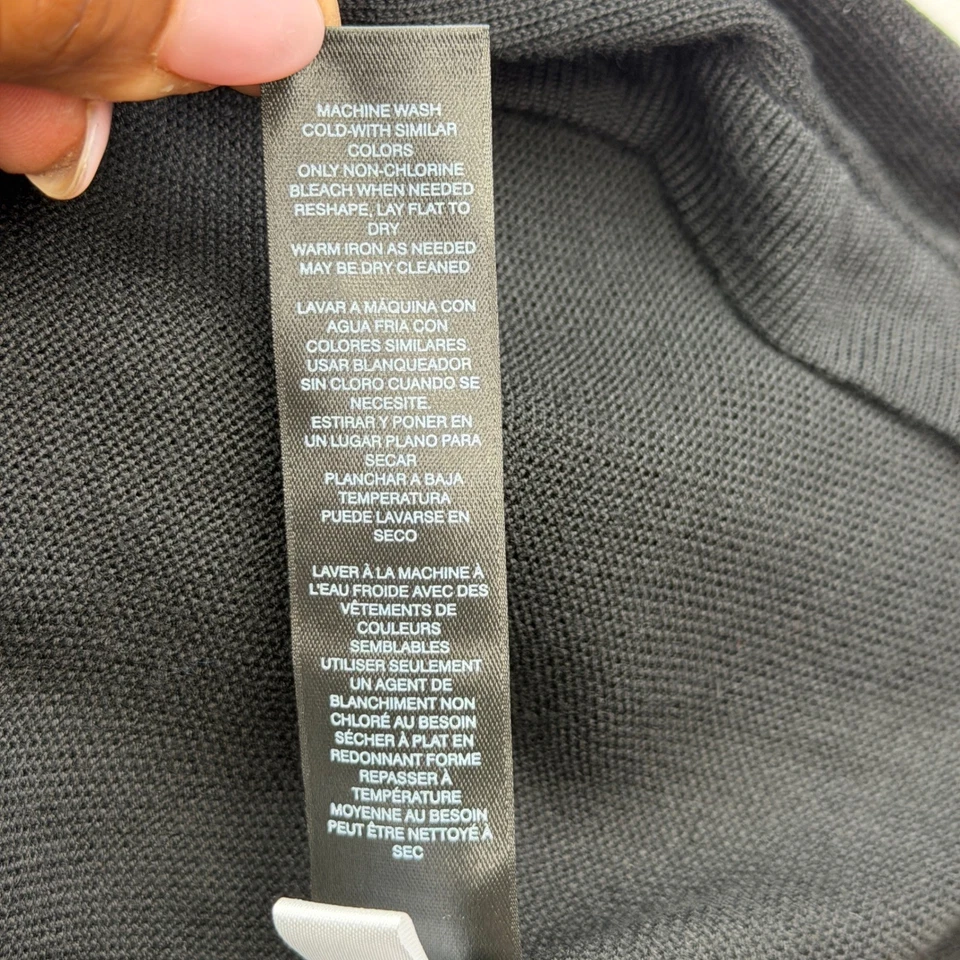 MACHINE WASH
COLD-WITH SIMILAR
COLORS
ONLY NON-CHLORINE
BLEACH WHEN NEEDED
RESHAPE, LAY FLAT TO
DRY
WARM IRON AS NEEDED
MAY BE DRY CLEANED
LAVAR A MÁQUINA CON
AGUA FRIA CON
COLORES SIMILARES.
USAR BLANQUEADOR
SIN CLORO CUANDO SE
NECESITE.
ESTIRAR Y PONER EN
UN LUGAR PLANO PARA
SECAR
PLANCHAR A BAJA
TEMPERATURA
PUEDE LAVARSE EN
SECO
LAVER À LA MACHINE À
L'EAU FROIDE AVEC DES
VÊTEMENTS DE
COULEURS
SEMBLABLES
UTILISER SEULEMENT
UN AGENT DE
BLANCHIMENT NON
CHLORÉ AU BESOIN
SÉCHER À PLAT EN
REDONNANT FORME
REPASSER À
TEMPÉRATURE
MOYENNE AU BESOIN
PEUT ÊTRE NETTOYÉ À
SEC